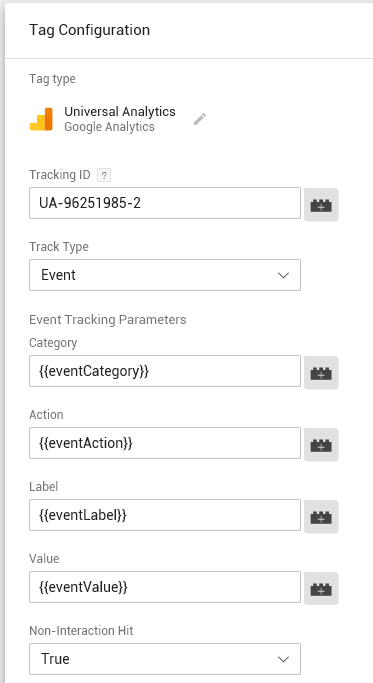 Tag Configuration
Tag type
Universal Analytics
Google Analytics
Tracking ID ?
UA-96251985-2
Track Type
Event
Event Tracking Parameters
Category
{{eventCategory}}
Action
{{eventAction}}
Label
{{eventLabel}}
Value
{{eventValue}}
Non-Interaction Hit
True